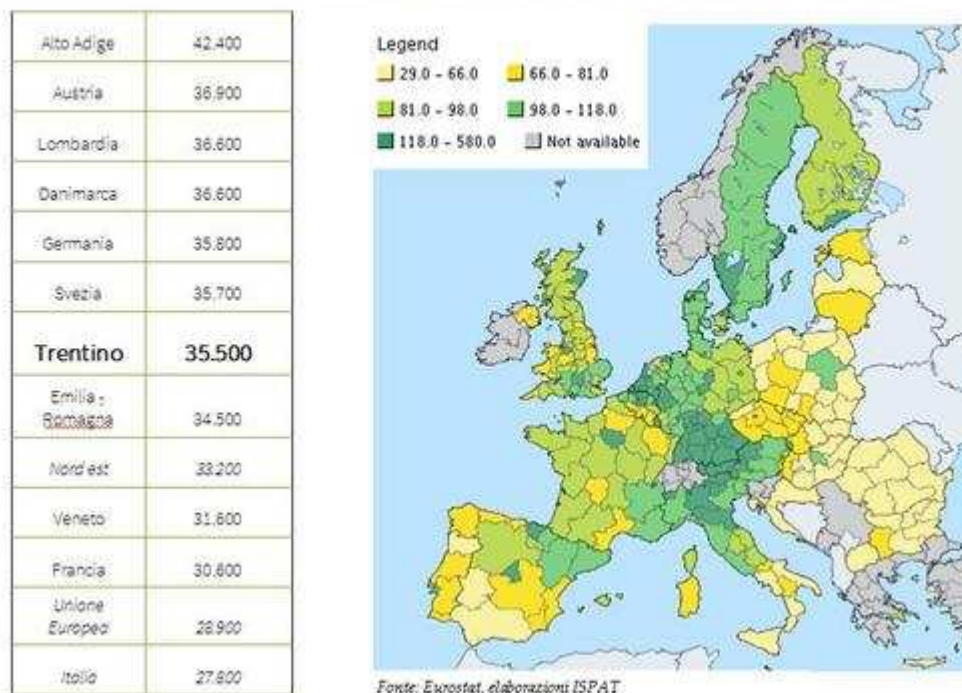 Alto Adige 42.400
Austria 36.900
Lombardia 36.600
Danimarca 36.600
Germania 35.800
Svezia 35.700
Trentino 35.500
Emilia -
Romagna 34.500
Nord est 33.200
Veneto 31.600
Francia 30.600
Unione
Europea 28.900
Italia 27.800
Legend
29.0 - 66.0 66.0 - 81.0
81.0 - 98.0 98.0 - 118.0
118.0 - 580.0 Not available
Fonte: Eurostat, elaborazioni ISPAT